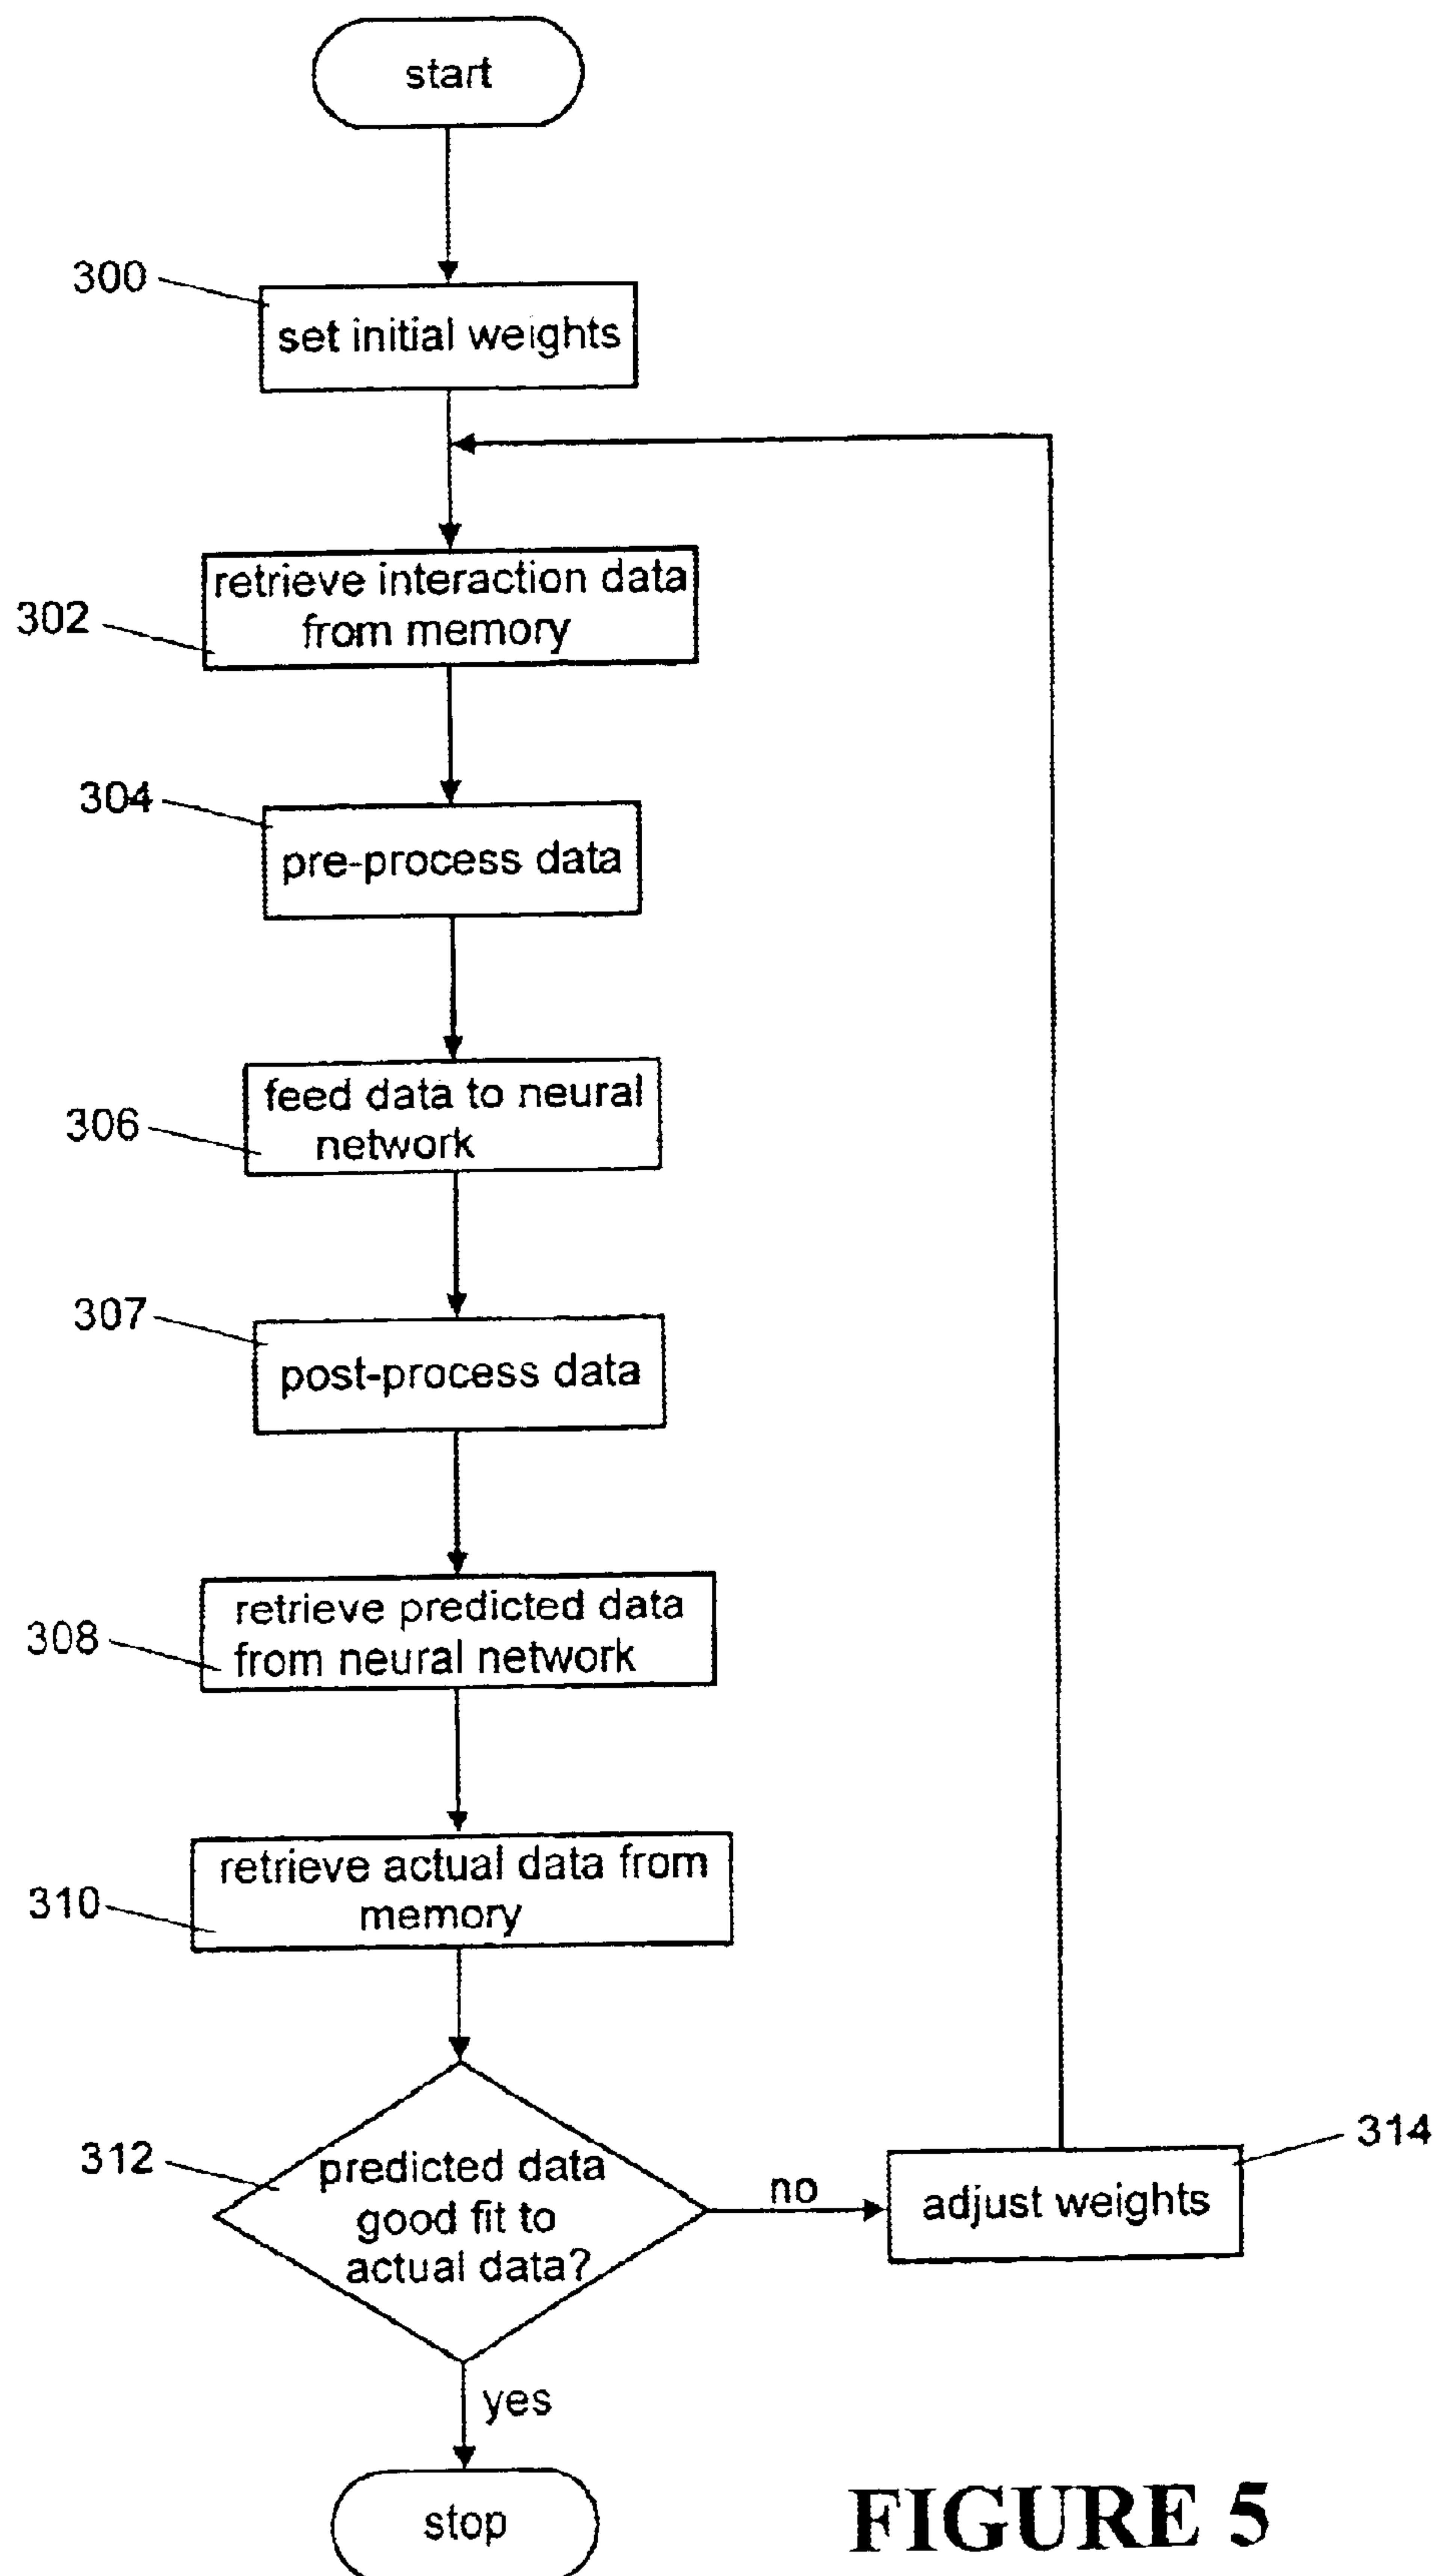 start
300
set initial weights
302
retrieve interaction data
from memory
304
pre-process data
306
feed data to neural
network
307
post-process data
308
retrieve predicted data
from neural network
310
retrieve actual data from
memory
312
predicted data
good fit to
actual data?
no
adjust weights
314
yes
stop
FIGURE 5